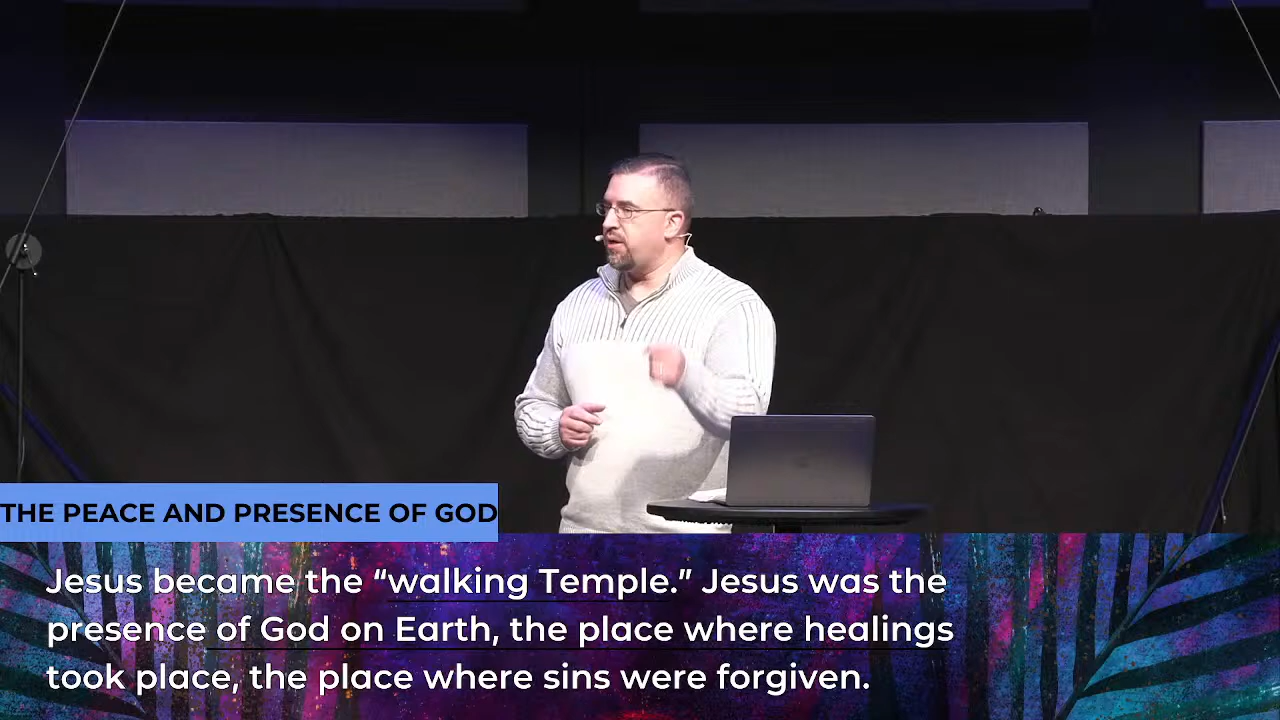 THE PEACE AND PRESENCE OF GOD
Jesus became the “walking Temple.” Jesus was the
presence of God on Earth, the place where healings
took place, the place where sins were forgiven.